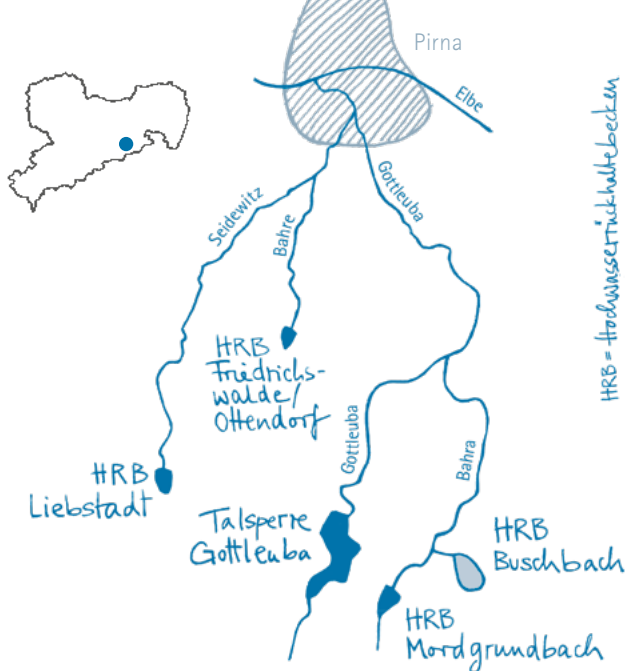 Pirna
Elbe
HRB = Hochwasserrückhaltebecken
Gottleuba
Seidewitz
Bahre
HRB
Friedrichs-
walde/
Ottendorf
Gottleuba
Bahra
HRB
Liebstadt
Talsperre
Gottleuba
HRB
Buschbach
HRB
Mordgrundbach